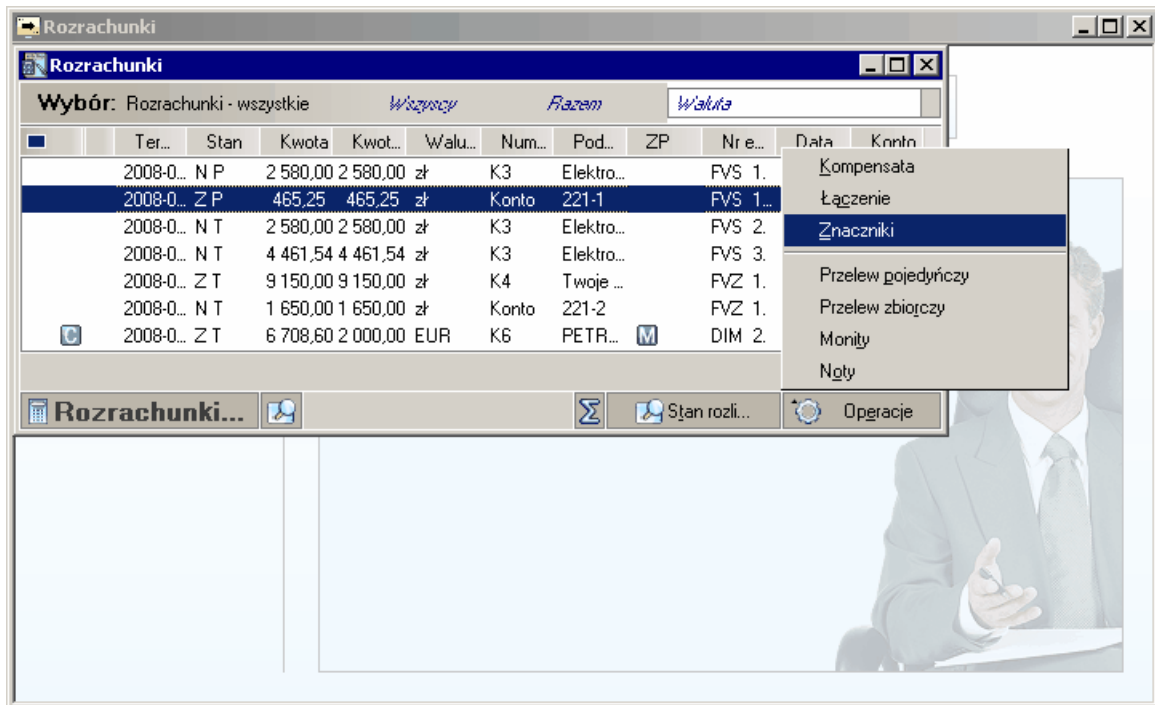 Rozrachunki
Rozrachunki
Wybór: Rozrachunki - wszystkie Wszyscy Razem Waluta
Ter... Stan Kwota Kwot... Walu... Num... Pod... ZP Nr e... Data Konto
2008-0... N P 2 580,00 2 580,00 zł K3 Elektro... FVS 1.
2008-0... Z P 465,25 465,25 zł Konto 221-1 FVS 1...
2008-0... N T 2 580,00 2 580,00 zł K3 Elektro... FVS 2.
2008-0... N T 4 461,54 4 461,54 zł K3 Elektro... FVS 3.
2008-0... Z T 9 150,00 9 150,00 zł K4 Twoje ... FVZ 1.
2008-0... N T 1 650,00 1 650,00 zł Konto 221-2 FVZ 1.
C 2008-0... Z T 6 708,60 2 000,00 EUR K6 PETR... M DIM 2.
Kompensata
Łączenie
Znaczniki
Przelew pojedyńczy
Przelew zbiorczy
Monity
Noty
Rozrachunki... Σ Stan rozli... Operacje